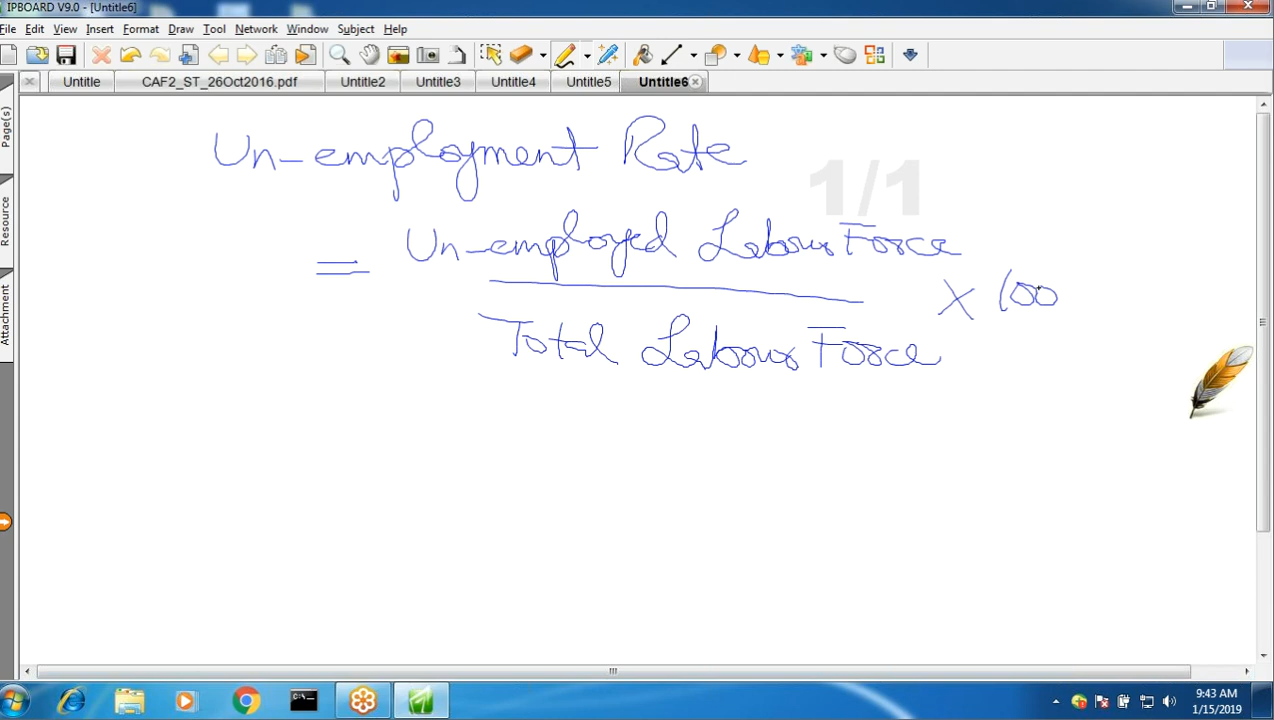 IPBOARD V9.0 - [Untitle6]
File Edit View Insert Format Draw Tool Network Window Subject Help
Untitle CAF2_ST_26Oct2016.pdf Untitle2 Untitle3 Untitle4 Untitle5 Untitle6
Page(s)
Resource
Attachment
1/1
Un-employment Rate
= Un-employed Labour Force
× 100
Total Labour Force
9:43 AM
1/15/2019